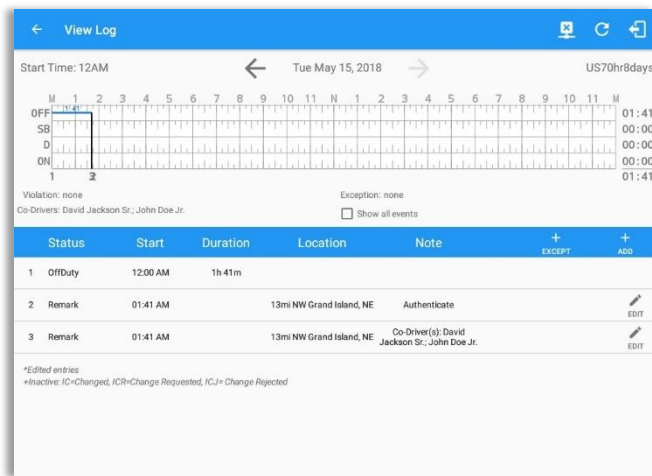 View Log
Start Time: 12AM Tue May 15, 2018 US70hr8days
M 1 2 3 4 5 6 7 8 9 10 11 N 1 2 3 4 5 6 7 8 9 10 11 M
OFF 1:41 01:41
SB 00:00
D 00:00
ON 00:00
1 3 2 01:41
Violation: none Exception: none
Co-Drivers: David Jackson Sr.; John Doe Jr. Show all events
Status Start Duration Location Note + EXCEPT + ADD
1 OffDuty 12:00 AM 1h 41m
2 Remark 01:41 AM 13mi NW Grand Island, NE Authenticate EDIT
3 Remark 01:41 AM 13mi NW Grand Island, NE Co-Driver(s): David
Jackson Sr.; John Doe Jr. EDIT
*Edited entries
+Inactive: IC=Changed, ICR=Change Requested, ICJ= Change Rejected